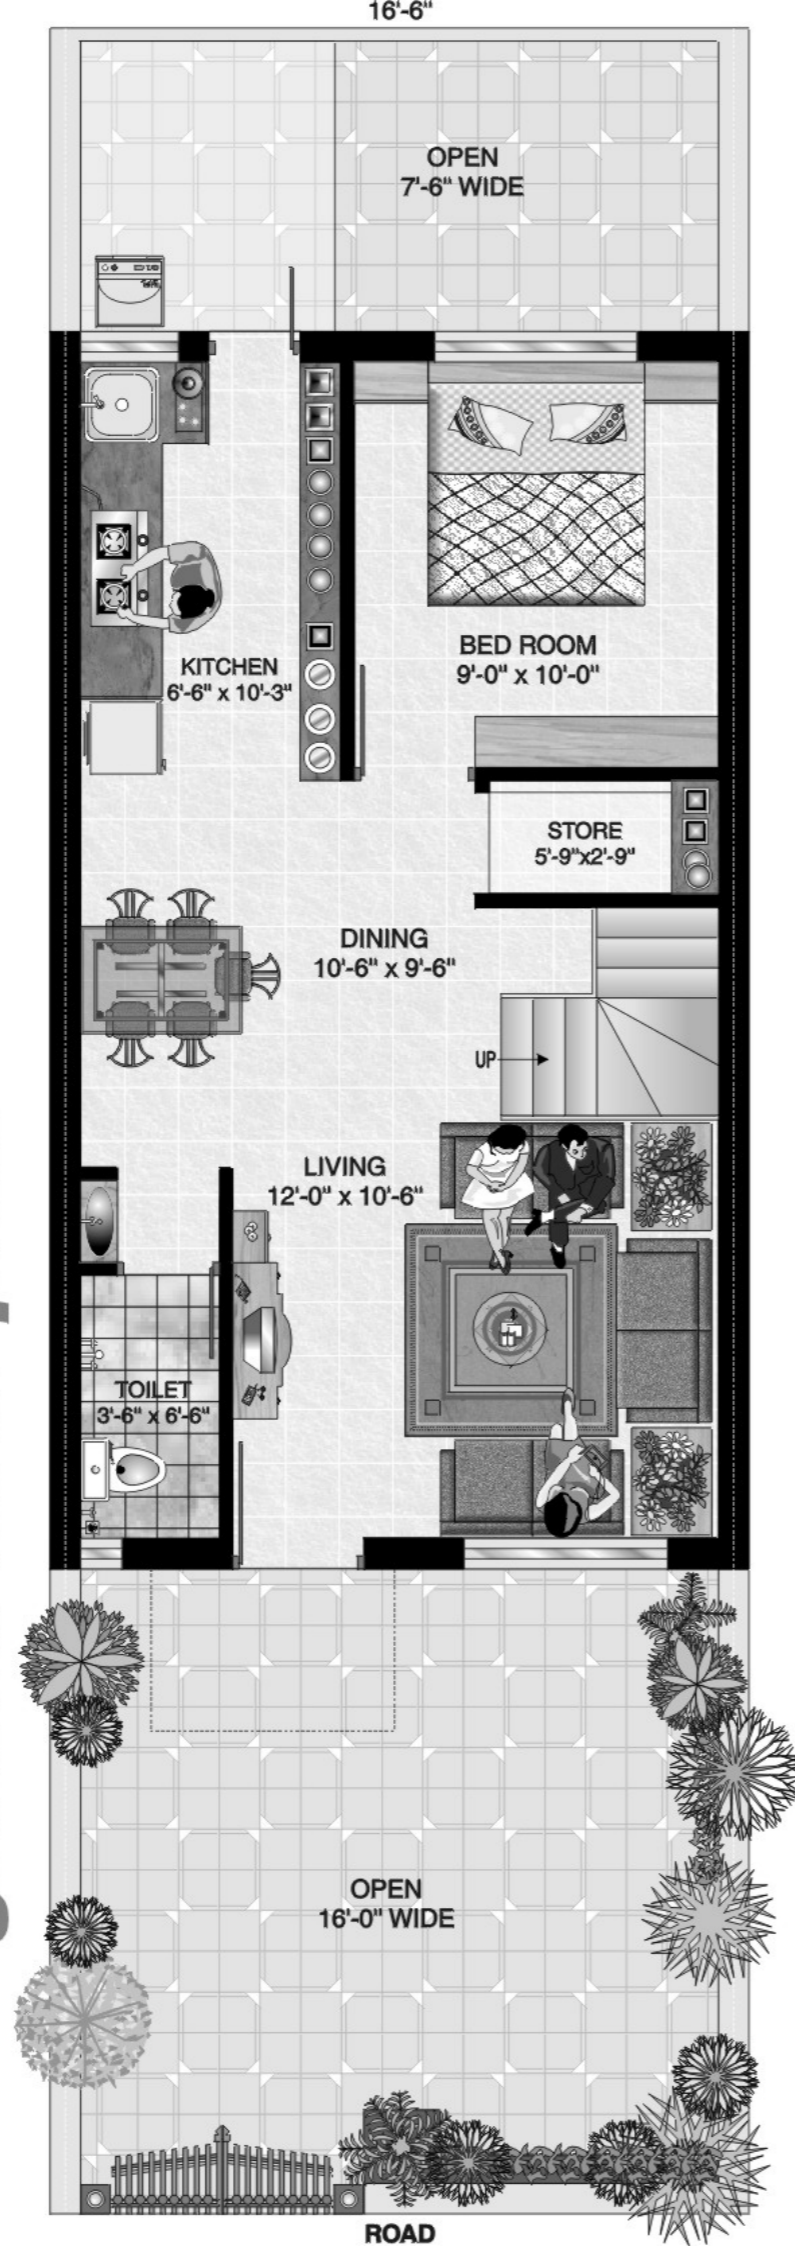 16'-6"
OPEN
7'-6" WIDE
KITCHEN
6'-6" x 10'-3"
BED ROOM
9'-0" x 10'-0"
STORE
5'-9"x2'-9"
DINING
10'-6" x 9'-6"
UP
LIVING
12'-0" x 10'-6"
TOILET
3'-6" x 6'-6"
OPEN
16'-0" WIDE
ROAD